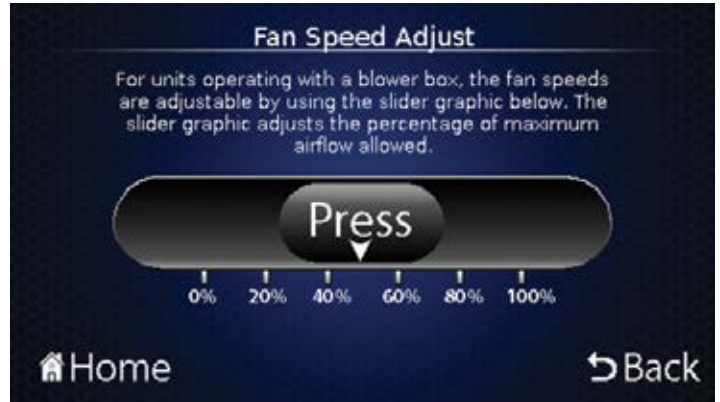 Fan Speed Adjust
For units operating with a blower box, the fan speeds
are adjustable by using the slider graphic below. The
slider graphic adjusts the percentage of maximum
airflow allowed.
Press
0% 20% 40% 60% 80% 100%
Home Back